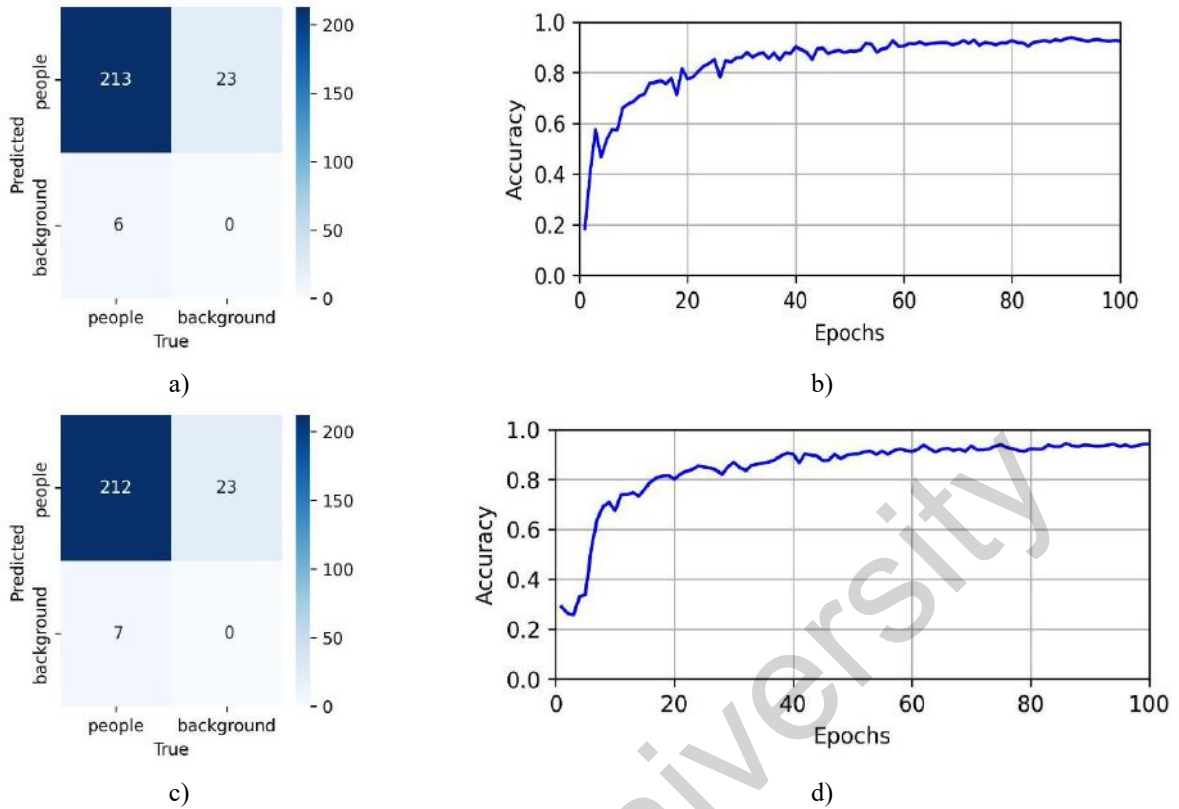 200
150
100
50
0
Predicted
people
background
213
23
6
0
people
background
True
a)
1.0
0.8
0.6
0.4
0.2
0.0
Accuracy
0
20
40
60
80
100
Epochs
b)
200
150
100
50
0
Predicted
people
background
212
23
7
0
people
background
True
c)
1.0
0.8
0.6
0.4
0.2
0.0
Accuracy
0
20
40
60
80
100
Epochs
d)